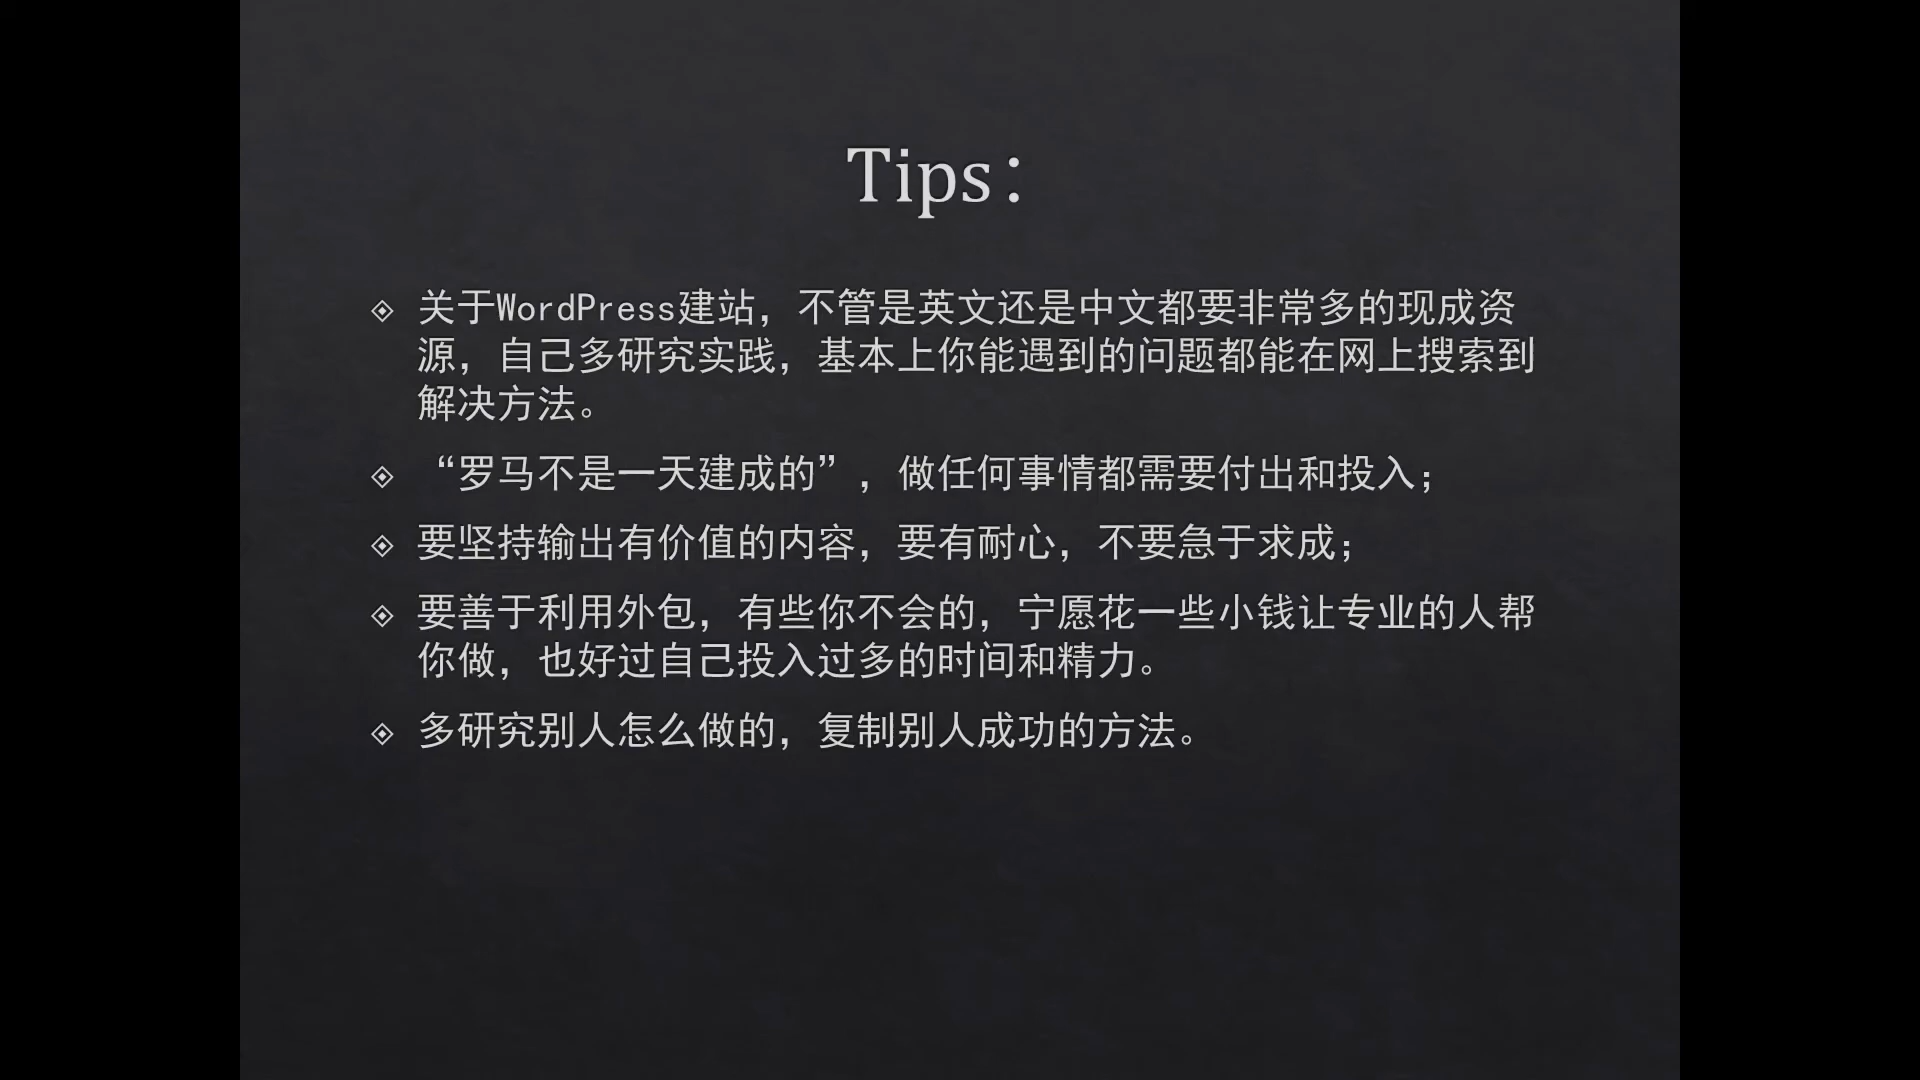 Tips:
关于WordPress建站，不管是英文还是中文都要非常多的现成资
源，自己多研究实践，基本上你能遇到的问题都能在网上搜索到
解决方法。
“罗马不是一天建成的”，做任何事情都需要付出和投入；
要坚持输出有价值的内容，要有耐心，不要急于求成；
要善于利用外包，有些你不会的，宁愿花一些小钱让专业的人帮
你做，也好过自己投入过多的时间和精力。
多研究别人怎么做的，复制别人成功的方法。